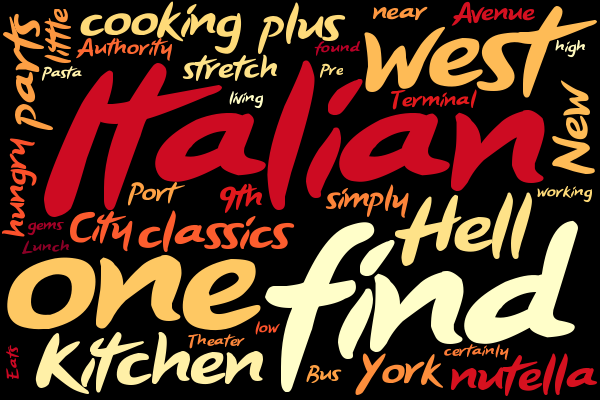 cooking plus
near Avenue
parts
little
Authority
found
west
high
Pasta
stretch
Pre
Italian
living
Terminal
New
hungry
Port
9th
simply
working
gems
City classics
Hell
Lunch
one
find
Kitchen
Theater
low
Eats
Bus
York
certainly
nutella